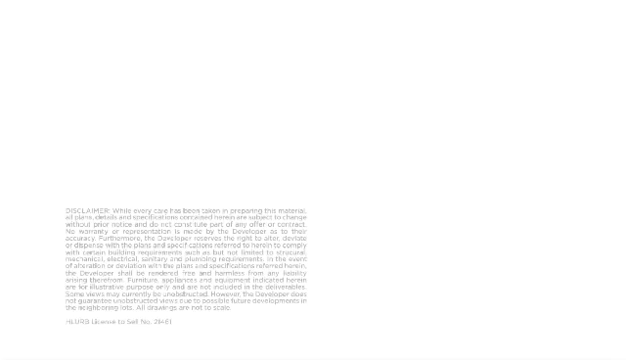 DISCLAIMER: While every care has been taken in preparing this material,
all plans, details and specifications contained herein are subject to change
without prior notice and do not constitute part of any offer or contract.
No warranty or representation is made by the Developer as to their
accuracy. Furthermore, the Developer reserves the right to alter, deviate
or dispense with the plans and specifications referred to herein to comply
with certain building requirements such as but not limited to structural,
mechanical, electrical, sanitary and plumbing requirements. In the event
of alteration or deviation with the plans and specifications referred herein,
the Developer shall be rendered free and harmless from any liability
arising therefrom. Furniture, appliances and equipment indicated herein
are for illustrative purpose only and are not included in the deliverables.
Some views may currently be unobstructed. However, the Developer does
not guarantee unobstructed views due to possible future developments in
the neighboring lots. All drawings are not to scale.
HLURB License to Sell No.